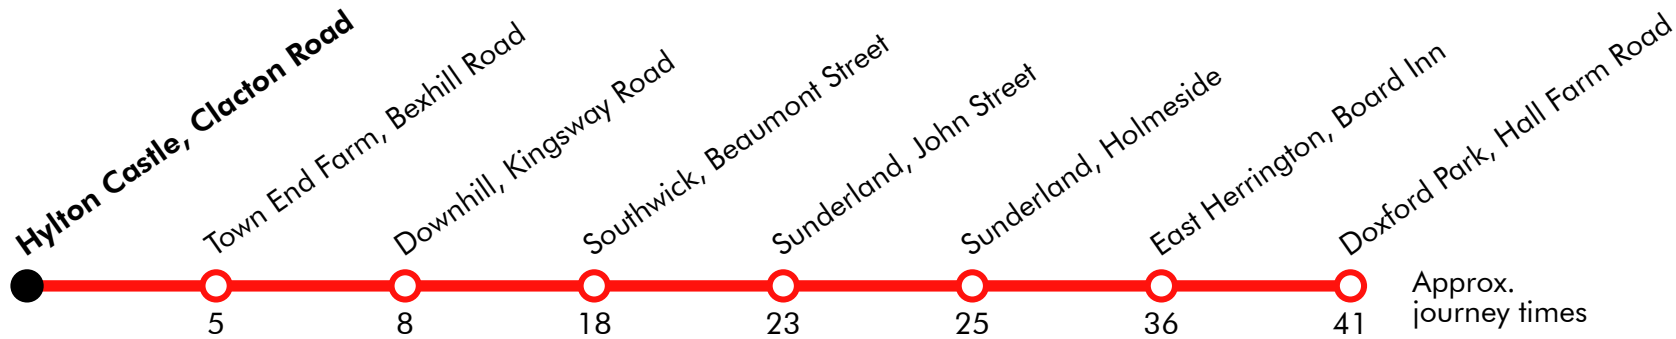 Hylton Castle, Clacton Road
Town End Farm, Bexhill Road
Downhill, Kingsway Road
Southwick, Beaumont Street
Sunderland, John Street
Sunderland, Holmeside
East Herrington, Board Inn
Doxford Park, Hall Farm Road
5
8
18
23
25
36
41
Approx.
journey times